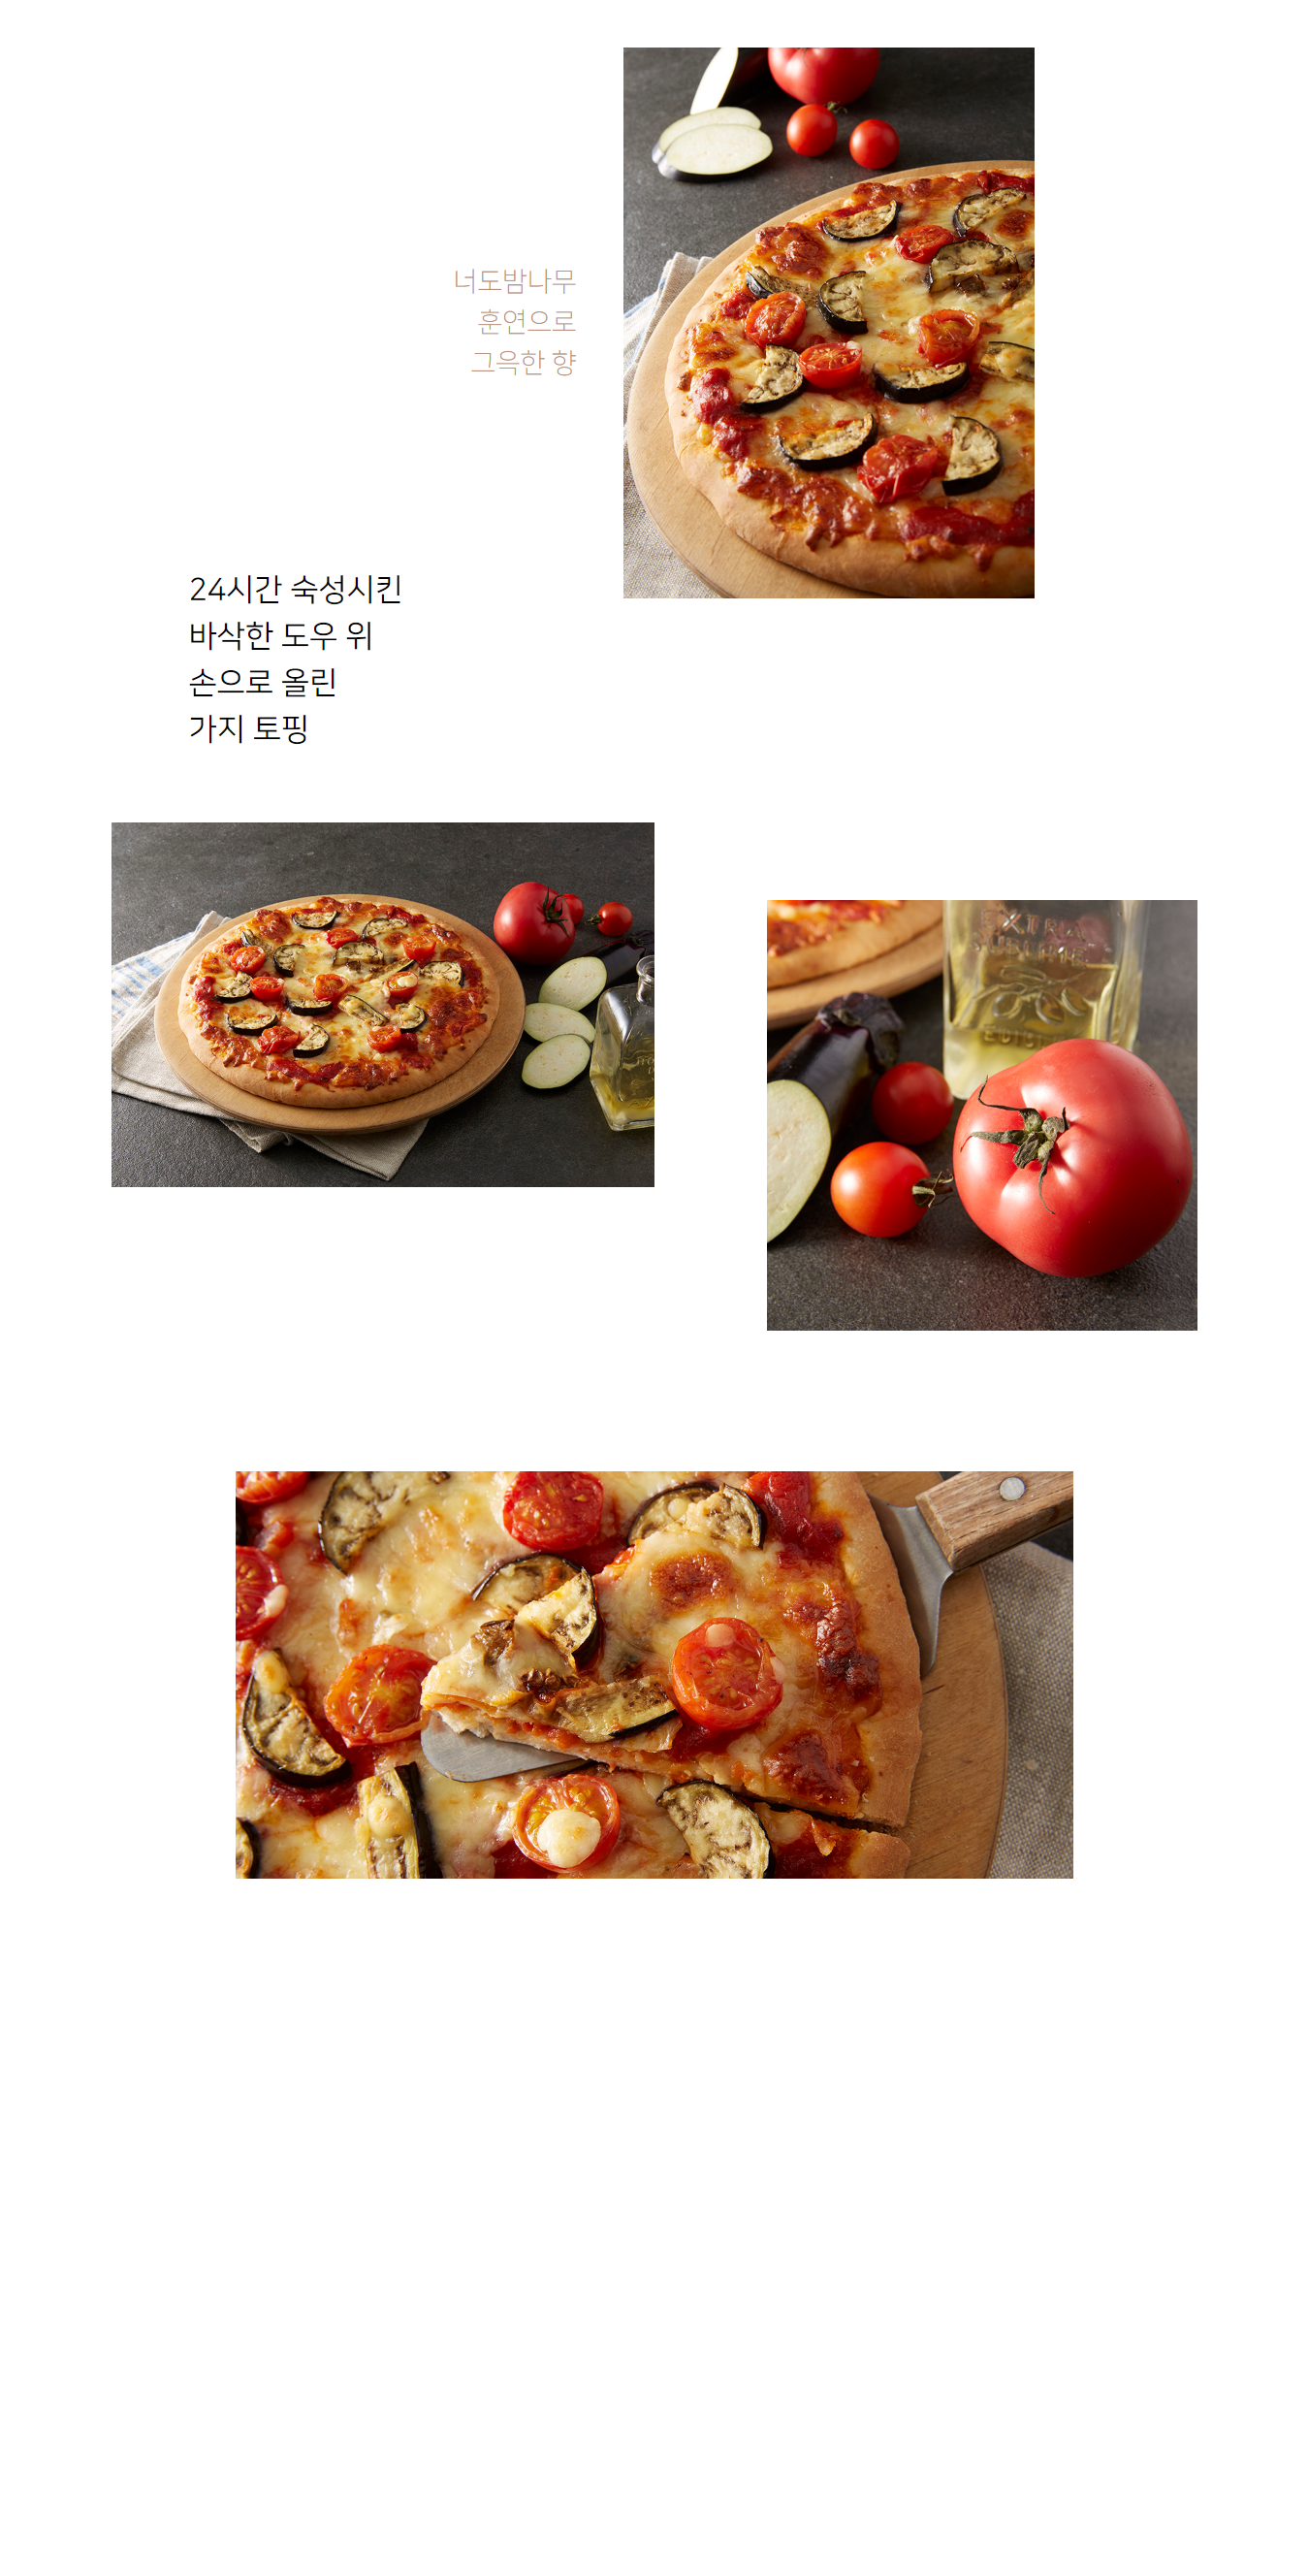 너도밤나무
훈연으로
그윽한 향
24시간 숙성시킨
바삭한 도우 위
손으로 올린
가지 토핑
EXTRA